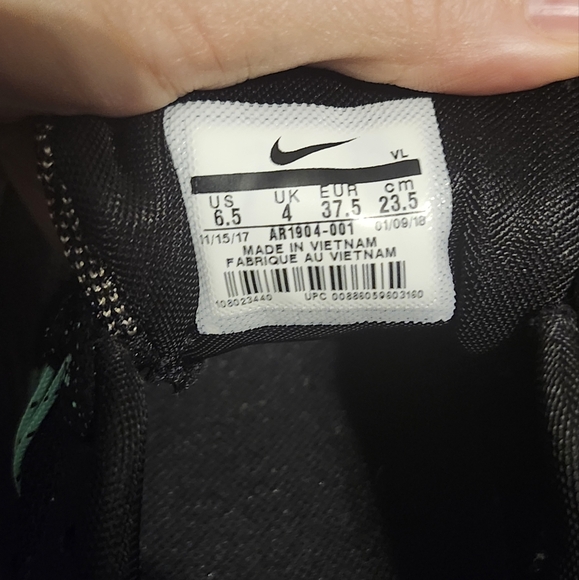 VL
US UK EUR cm
6.5 4 37.5 23.5
11/15/17 AR1904-001 01/09/18
MADE IN VIETNAM
FABRIQUE AU VIETNAM
108023440 UPC 00886059603160